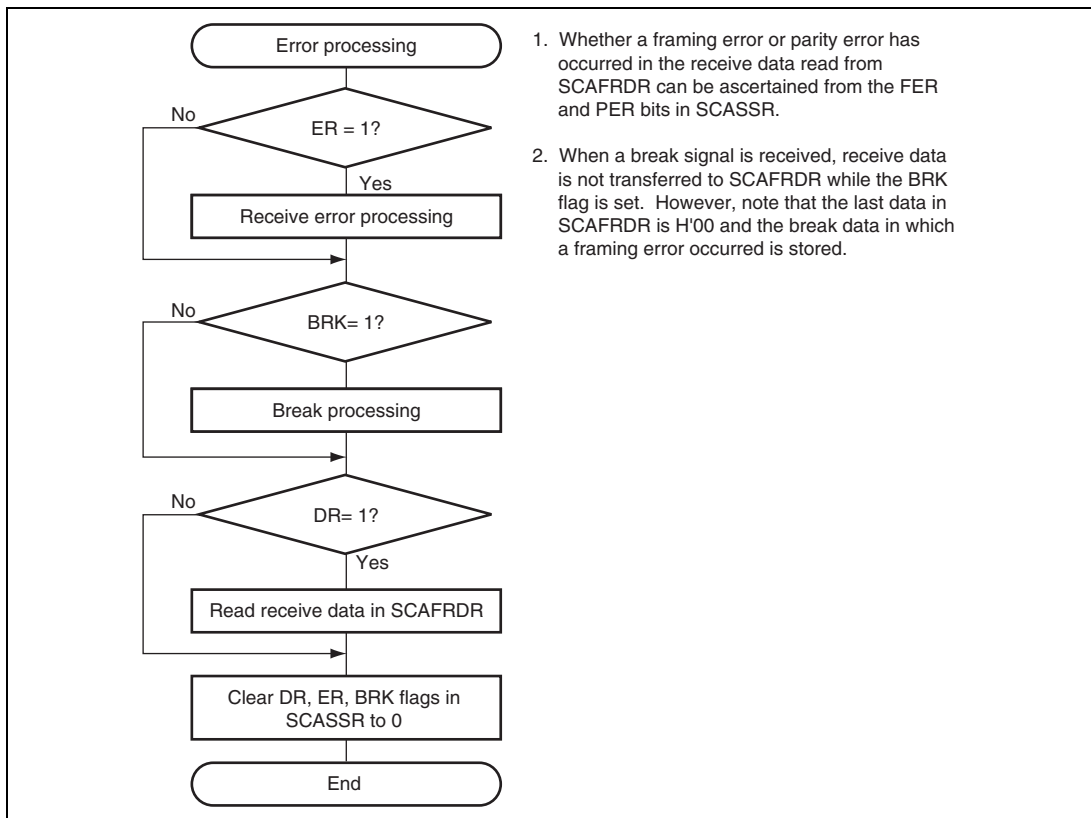 Error processing
No
ER = 1?
Yes
Receive error processing
No
BRK= 1?
Break processing
No
DR= 1?
Yes
Read receive data in SCAFRDR
Clear DR, ER, BRK flags in
SCASSR to 0
End
1. Whether a framing error or parity error has
occurred in the receive data read from
SCAFRDR can be ascertained from the FER
and PER bits in SCASSR.
2. When a break signal is received, receive data
is not transferred to SCAFRDR while the BRK
flag is set. However, note that the last data in
SCAFRDR is H'00 and the break data in which
a framing error occurred is stored.